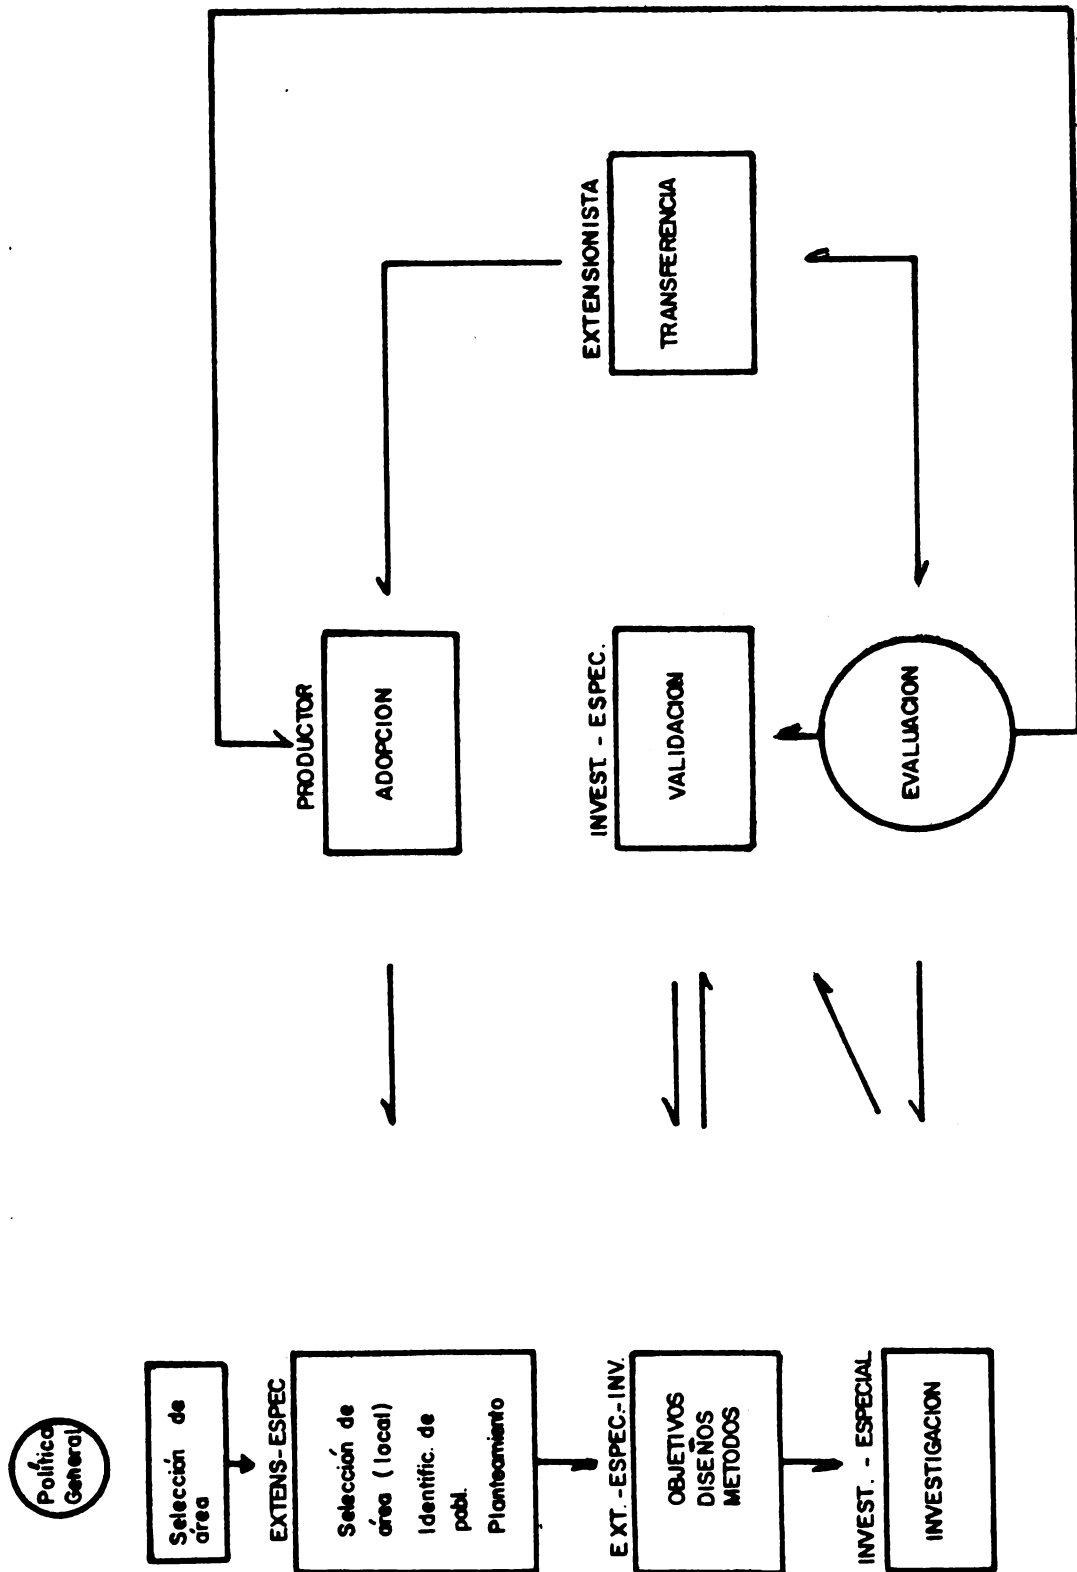 Política
General
Selección de
área
EXTENS-ESPEC
Selección de
área (local)
Identific. de
pobl.
Planteamiento
EXT.-ESPEC.-INV.
OBJETIVOS
DISEÑOS
METODOS
INVEST. - ESPECIAL
INVESTIGACION
PRODUCTOR
ADOPCION
INVEST. - ESPEC.
VALIDACION
EVALUACION
EXTENSIONISTA
TRANSFERENCIA